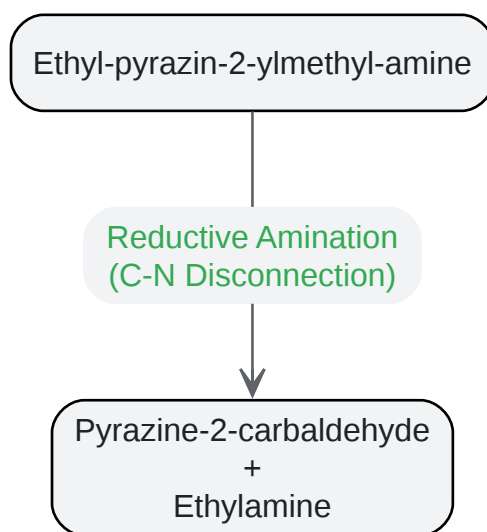 Ethyl-pyrazin-2-ylmethyl-amine
Reductive Amination
(C-N Disconnection)
Pyrazine-2-carbaldehyde
+
Ethylamine